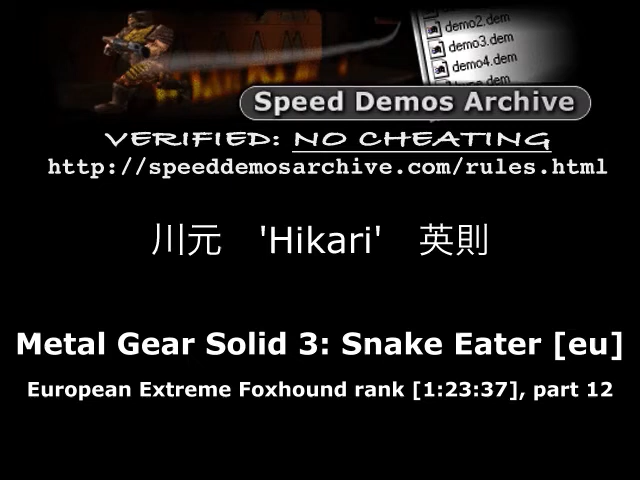 demo2.dem
demo3.dem
demo4.dem
Speed Demos Archive
VERIFIED: NO CHEATING
http://speeddemosarchive.com/rules.html
川元 'Hikari' 英則
Metal Gear Solid 3: Snake Eater [eu]
European Extreme Foxhound rank [1:23:37], part 12